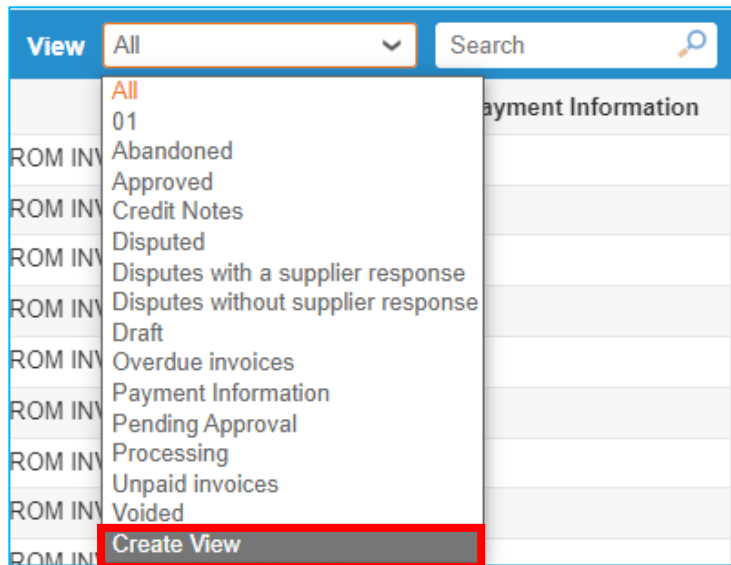 View All Search
ayment Information
All
01
Abandoned
Approved
Credit Notes
Disputed
Disputes with a supplier response
Disputes without supplier response
Draft
Overdue invoices
Payment Information
Pending Approval
Processing
Unpaid invoices
Voided
Create View
ROM INV
ROM INV
ROM INV
ROM INV
ROM INV
ROM INV
ROM INV
ROM INV
ROM INV